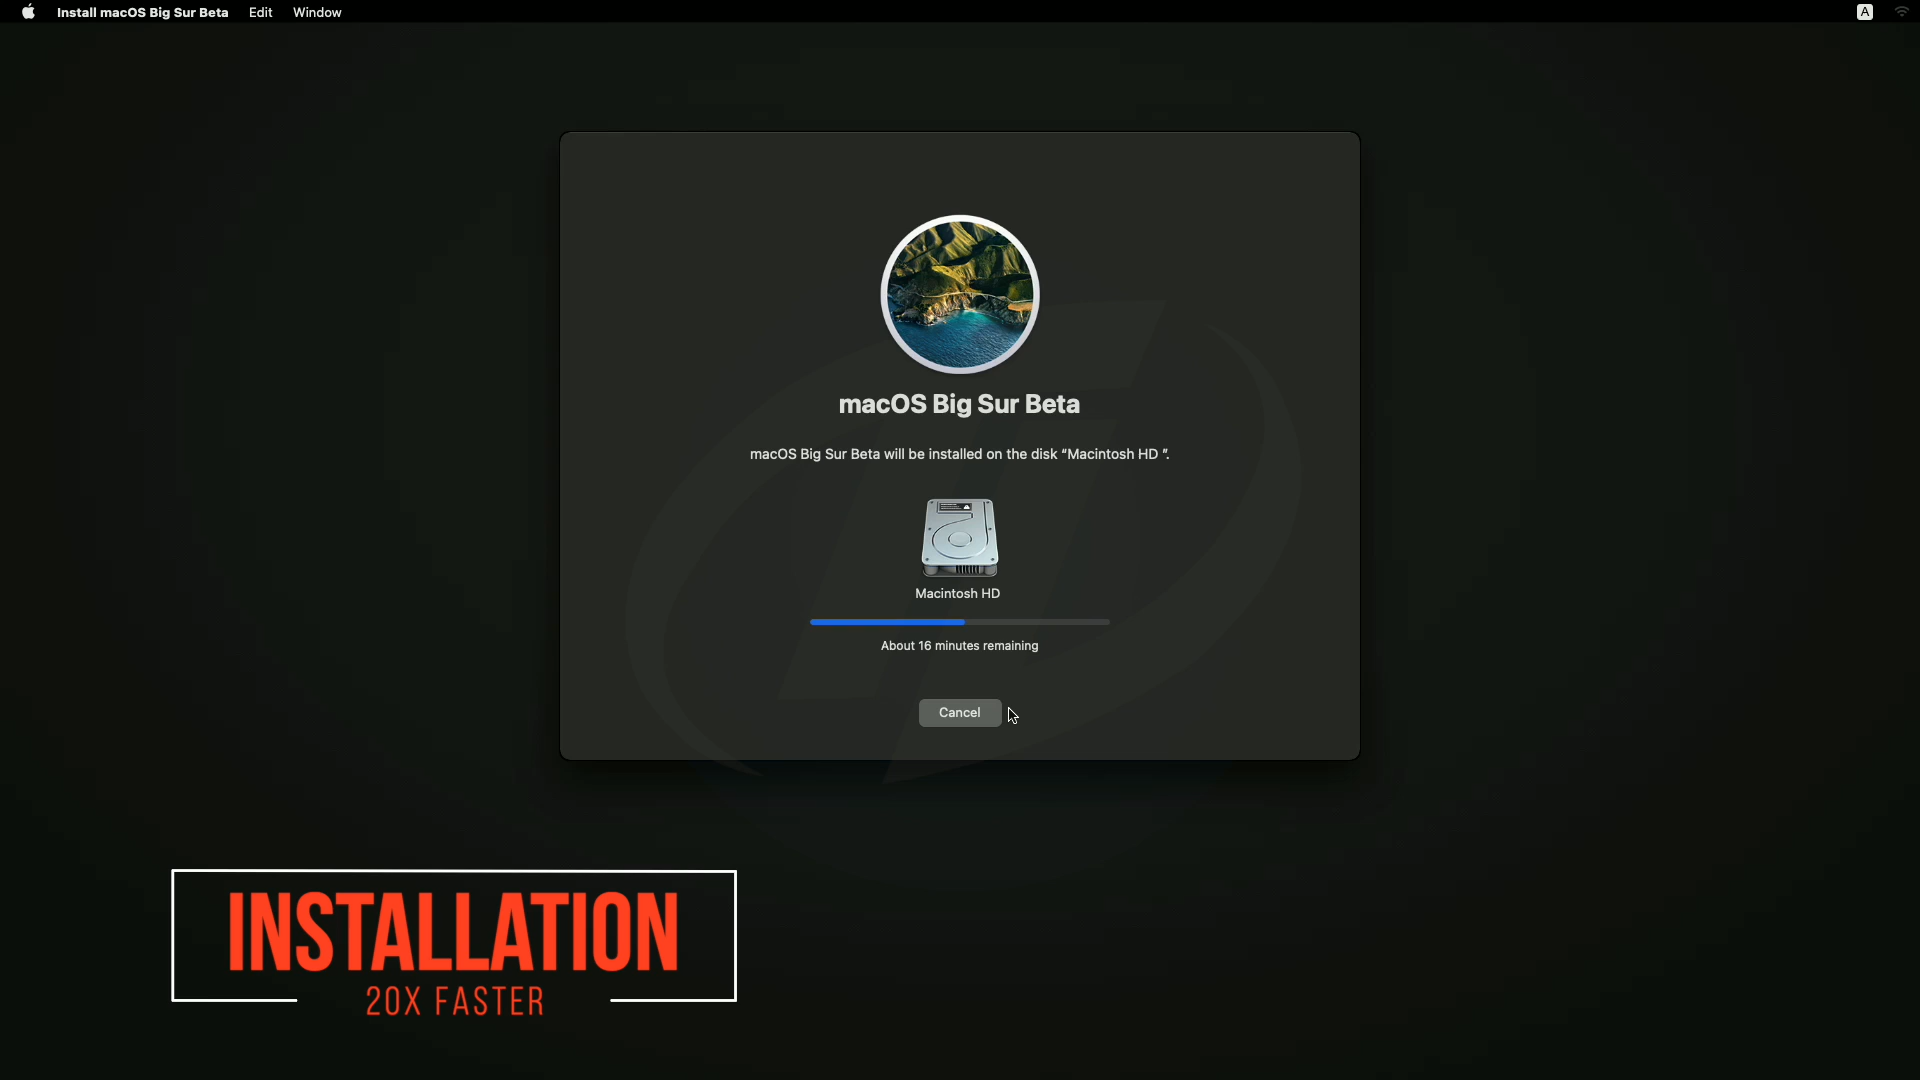 Install macOS Big Sur Beta Edit Window A
macOS Big Sur Beta
macOS Big Sur Beta will be installed on the disk “Macintosh HD ”.
Macintosh HD
About 16 minutes remaining
Cancel
INSTALLATION
20X FASTER